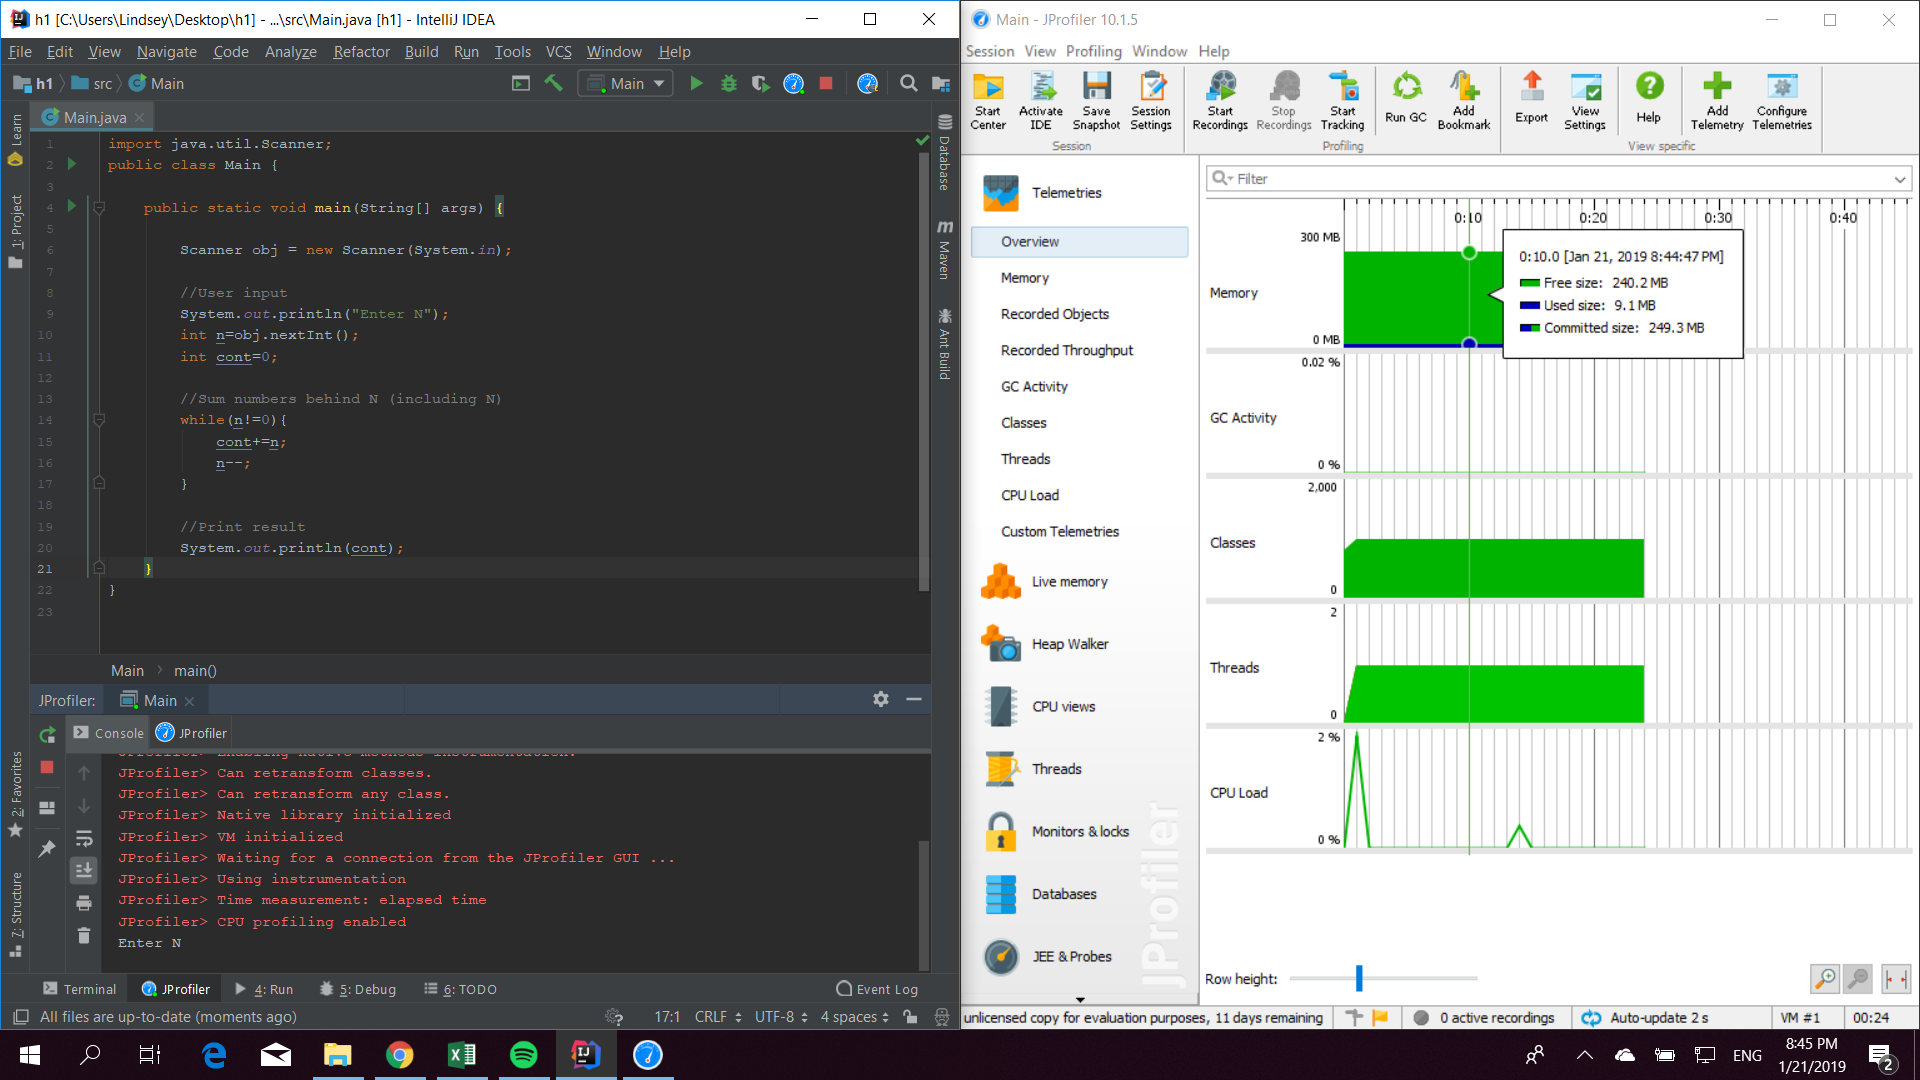 h1 [C:\Users\Lindsey\Desktop\h1] - ...\src\Main.java [h1] - IntelliJ IDEA
File Edit View Navigate Code Analyze Refactor Build Run Tools VCS Window Help
h1 src Main Main
Main.java
1: Project Learn
2: Favorites
7: Structure
Database
Maven
Ant Build
1 import java.util.Scanner;
2 public class Main {
3
4 public static void main(String[] args) {
5
6 Scanner obj = new Scanner(System.in);
7
8 //User input
9 System.out.println("Enter N");
10 int n=obj.nextInt();
11 int cont=0;
12
13 //Sum numbers behind N (including N)
14 while(n!=0){
15 cont+=n;
16 n--;
17 }
18
19 //Print result
20 System.out.println(cont);
21 }
22 }
23
Main main()
JProfiler: Main
Console JProfiler
JProfiler> Enabling native methods instrumentation.
JProfiler> Can retransform classes.
JProfiler> Can retransform any class.
JProfiler> Native library initialized
JProfiler> VM initialized
JProfiler> Waiting for a connection from the JProfiler GUI ...
JProfiler> Using instrumentation
JProfiler> Time measurement: elapsed time
JProfiler> CPU profiling enabled
Enter N
Terminal JProfiler 4: Run 5: Debug 6: TODO Event Log
All files are up-to-date (moments ago) 17:1 CRLF UTF-8 4 spaces
Main - JProfiler 10.1.5
Session View Profiling Window Help
Start Center
Activate IDE
Save Snapshot
Session Settings
Start Recordings
Stop Recordings
Start Tracking
Run GC
Add Bookmark
Export
View Settings
Help
Add Telemetry
Configure Telemetries
Session Profiling View specific
Telemetries
Overview
Memory
Recorded Objects
Recorded Throughput
GC Activity
Classes
Threads
CPU Load
Custom Telemetries
Live memory
Heap Walker
CPU views
Threads
Monitors & locks
Databases
JEE & Probes
JProfiler
Filter
0:10 0:20 0:30 0:40
300 MB
Memory
0 MB
0:10.0 [Jan 21, 2019 8:44:47 PM]
Free size: 240.2 MB
Used size: 9.1 MB
Committed size: 249.3 MB
0.02 %
GC Activity
0 %
2,000
Classes
0
2
Threads
0
2 %
CPU Load
0 %
Row height:
unlicensed copy for evaluation purposes, 11 days remaining 0 active recordings Auto-update 2 s VM #1 00:24
ENG
8:45 PM
1/21/2019
2